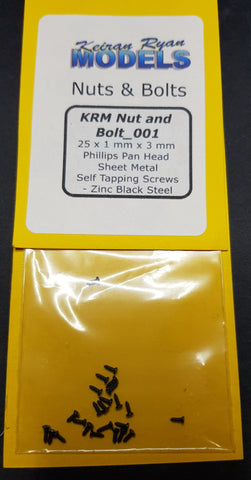 Keiran Ryan
MODELS
Nuts & Bolts
KRM Nut and
Bolt_001
25 x 1 mm x 3 mm
Phillips Pan Head
Sheet Metal
Self Tapping Screws
- Zinc Black Steel